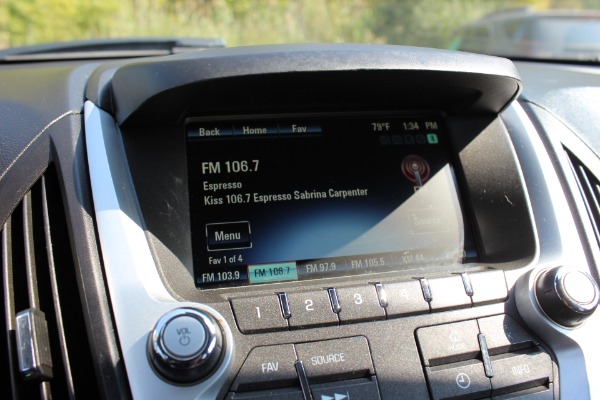 Back Home Fav 79°F 1:34 PM
FM 106.7
Espresso
Kiss 106.7 Espresso Sabrina Carpenter
Menu
Fav 1 of 4
FM 103.9 FM 106.7 FM 97.9 FM 105.5
1 2 3 4
VOL
FAV SOURCE
INFO